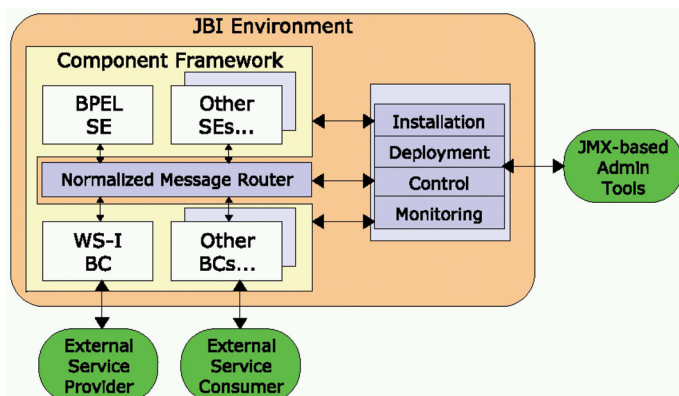 JBI Environment
Component Framework
BPEL
SE
Other
SEs...
Normalized Message Router
WS-I
BC
Other
BCs...
Installation
Deployment
Control
Monitoring
JMX-based
Admin
Tools
External
Service
Provider
External
Service
Consumer